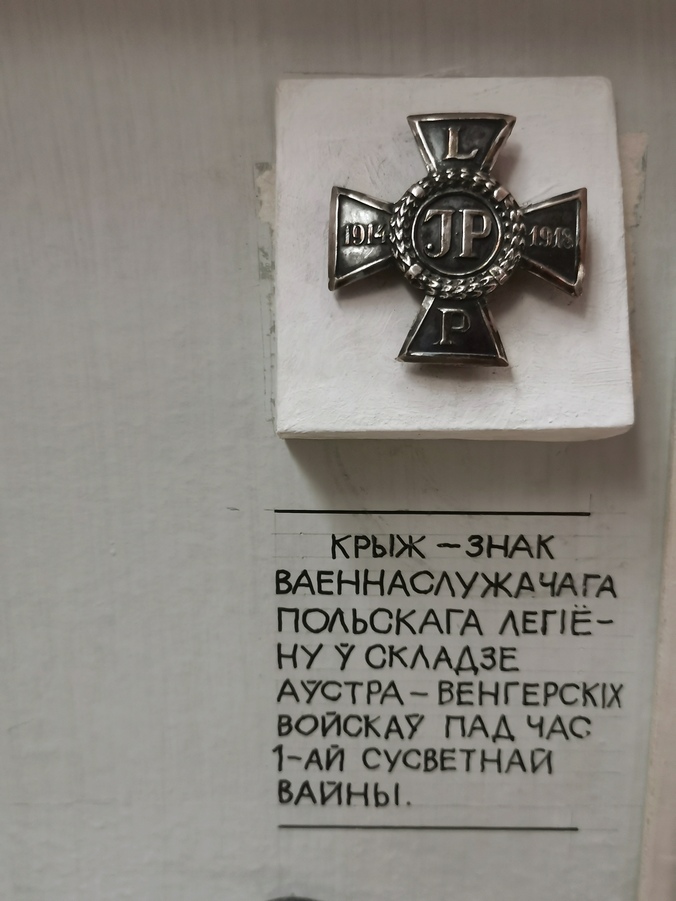 L
1914 JP 1918
P
КРЫЖ – ЗНАК
ВАЕННАСЛУЖАЧАГА
ПОЛЬСКАГА ЛЕГІЁ-
НУ Ў СКЛАДЗЕ
АЎСТРА – ВЕНГЕРСКІХ
ВОЙСКАЎ ПАД ЧАС
1-АЙ СУСВЕТНАЙ
ВАЙНЫ.